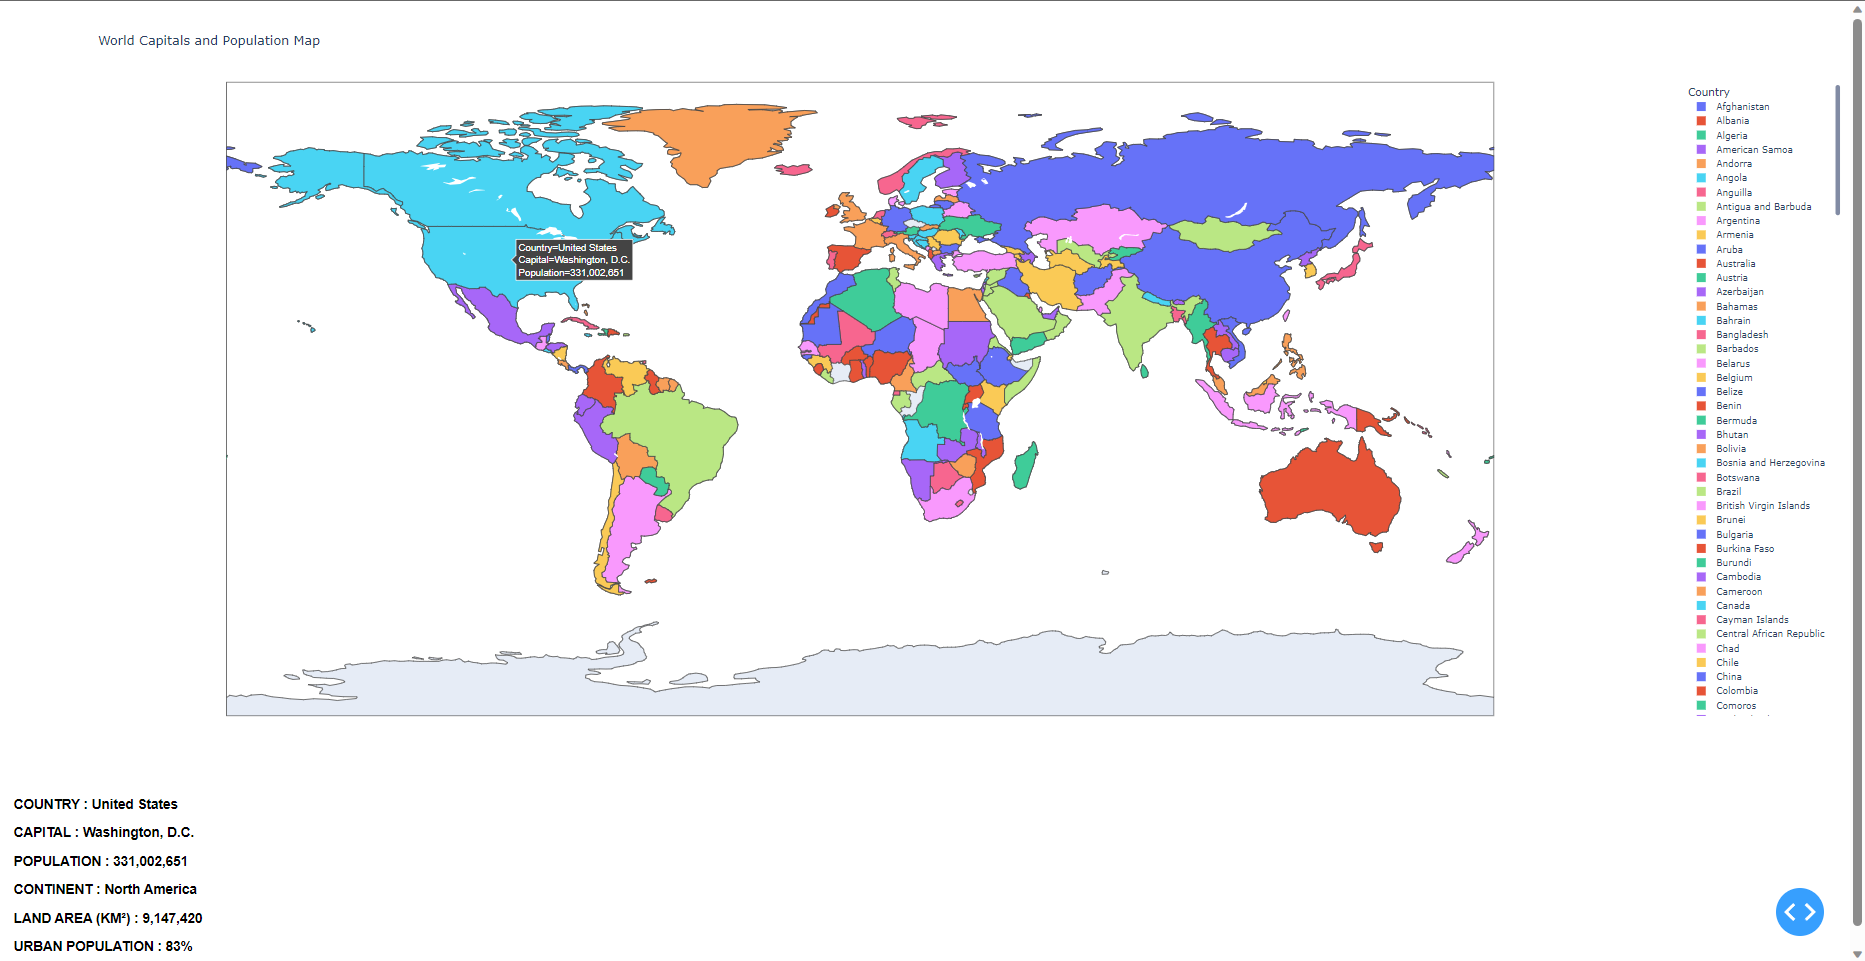 World Capitals and Population Map
Country
Afghanistan
Albania
Algeria
American Samoa
Andorra
Angola
Anguilla
Antigua and Barbuda
Argentina
Armenia
Aruba
Australia
Austria
Azerbaijan
Bahamas
Bahrain
Bangladesh
Barbados
Belarus
Belgium
Belize
Benin
Bermuda
Bhutan
Bolivia
Bosnia and Herzegovina
Botswana
Brazil
British Virgin Islands
Brunei
Bulgaria
Burkina Faso
Burundi
Cambodia
Cameroon
Canada
Cayman Islands
Central African Republic
Chad
Chile
China
Colombia
Comoros
Country=United States
Capital=Washington, D.C.
Population=331,002,651
COUNTRY : United States
CAPITAL : Washington, D.C.
POPULATION : 331,002,651
CONTINENT : North America
LAND AREA (KM²) : 9,147,420
URBAN POPULATION : 83%